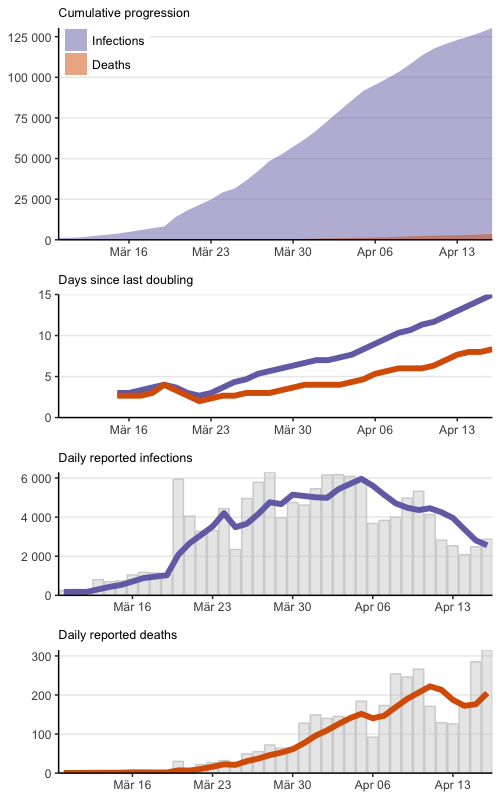 Cumulative progression
125 000
100 000
75 000
50 000
25 000
0
Infections
Deaths
Mär 16 Mär 23 Mär 30 Apr 06 Apr 13
Days since last doubling
15
10
5
0
Mär 16 Mär 23 Mär 30 Apr 06 Apr 13
Daily reported infections
6 000
4 000
2 000
0
Mär 16 Mär 23 Mär 30 Apr 06 Apr 13
Daily reported deaths
300
200
100
0
Mär 16 Mär 23 Mär 30 Apr 06 Apr 13